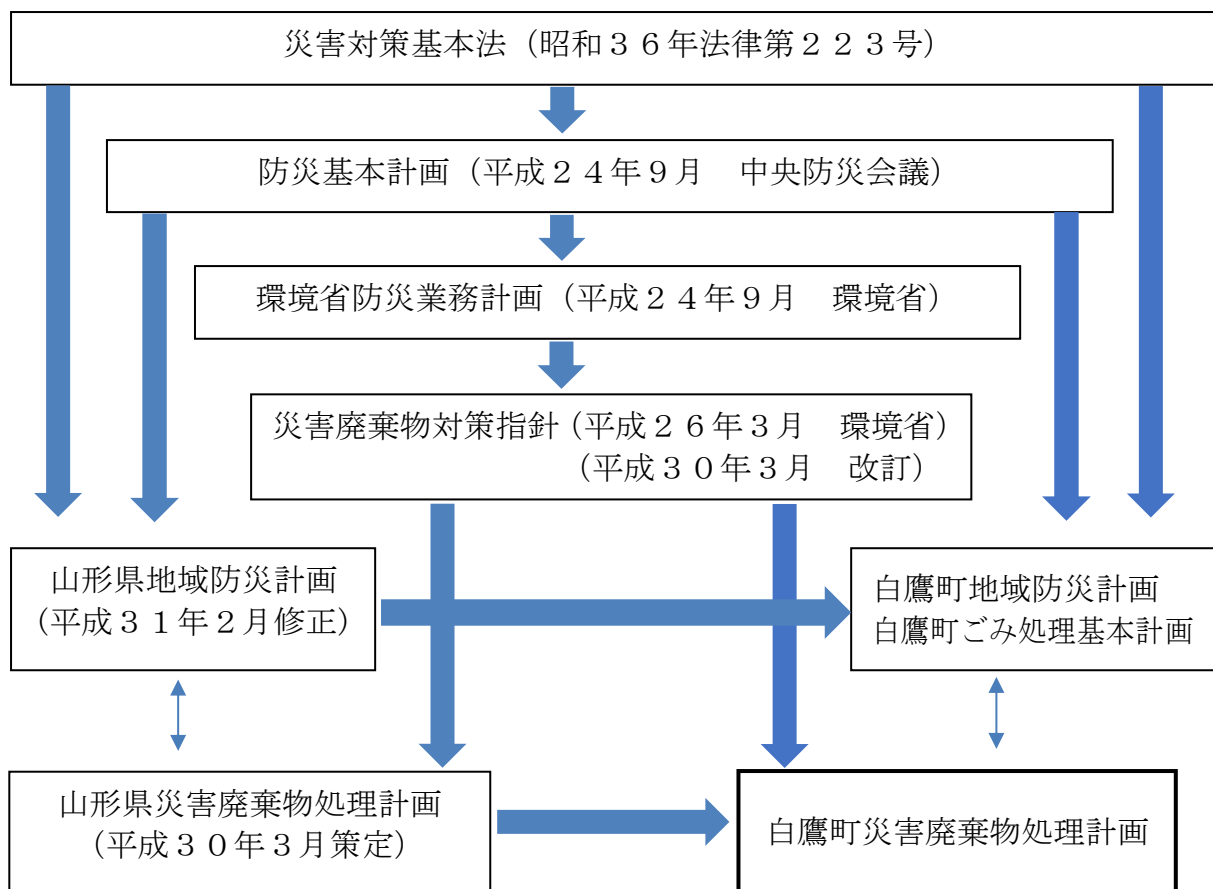 災害対策基本法（昭和３６年法律第２２３号）
防災基本計画（平成２４年９月　中央防災会議）
環境省防災業務計画（平成２４年９月　環境省）
災害廃棄物対策指針（平成２６年３月　環境省）
（平成３０年３月　改訂）
山形県地域防災計画
（平成３１年２月修正）
白鷹町地域防災計画
白鷹町ごみ処理基本計画
山形県災害廃棄物処理計画
（平成３０年３月策定）
白鷹町災害廃棄物処理計画